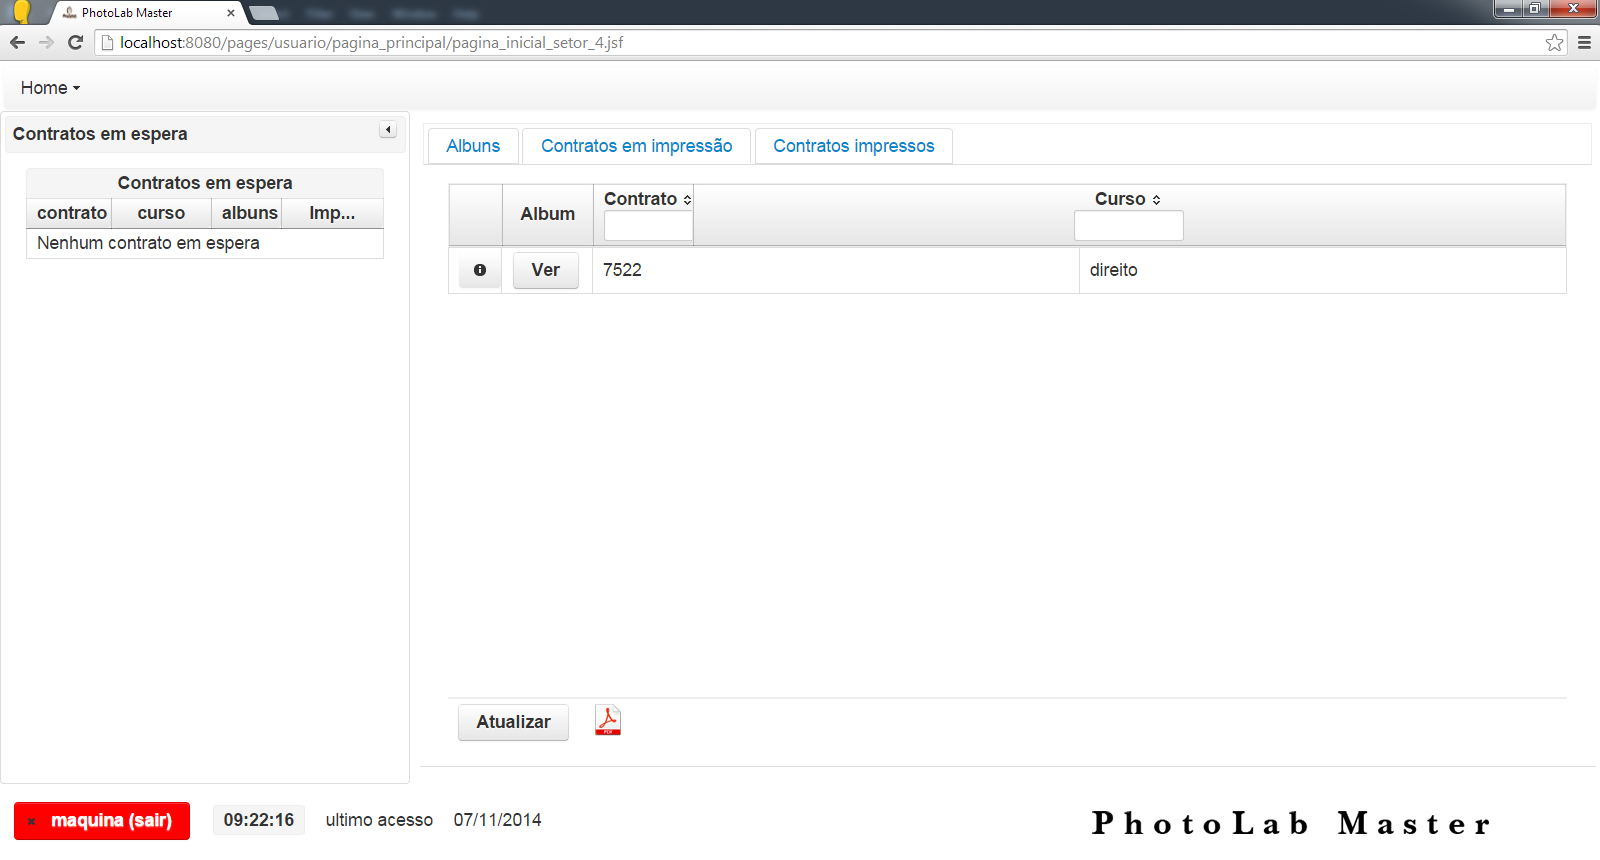 PhotoLab Master
localhost:8080/pages/usuario/pagina_principal/pagina_inicial_setor_4.jsf
Home
Contratos em espera
Contratos em espera
contrato curso albuns Imp...
Nenhum contrato em espera
Albuns Contratos em impressão Contratos impressos
Album Contrato Curso
Ver 7522 direito
Atualizar
PDF
maquina (sair) 09:22:16 ultimo acesso 07/11/2014
PhotoLab Master